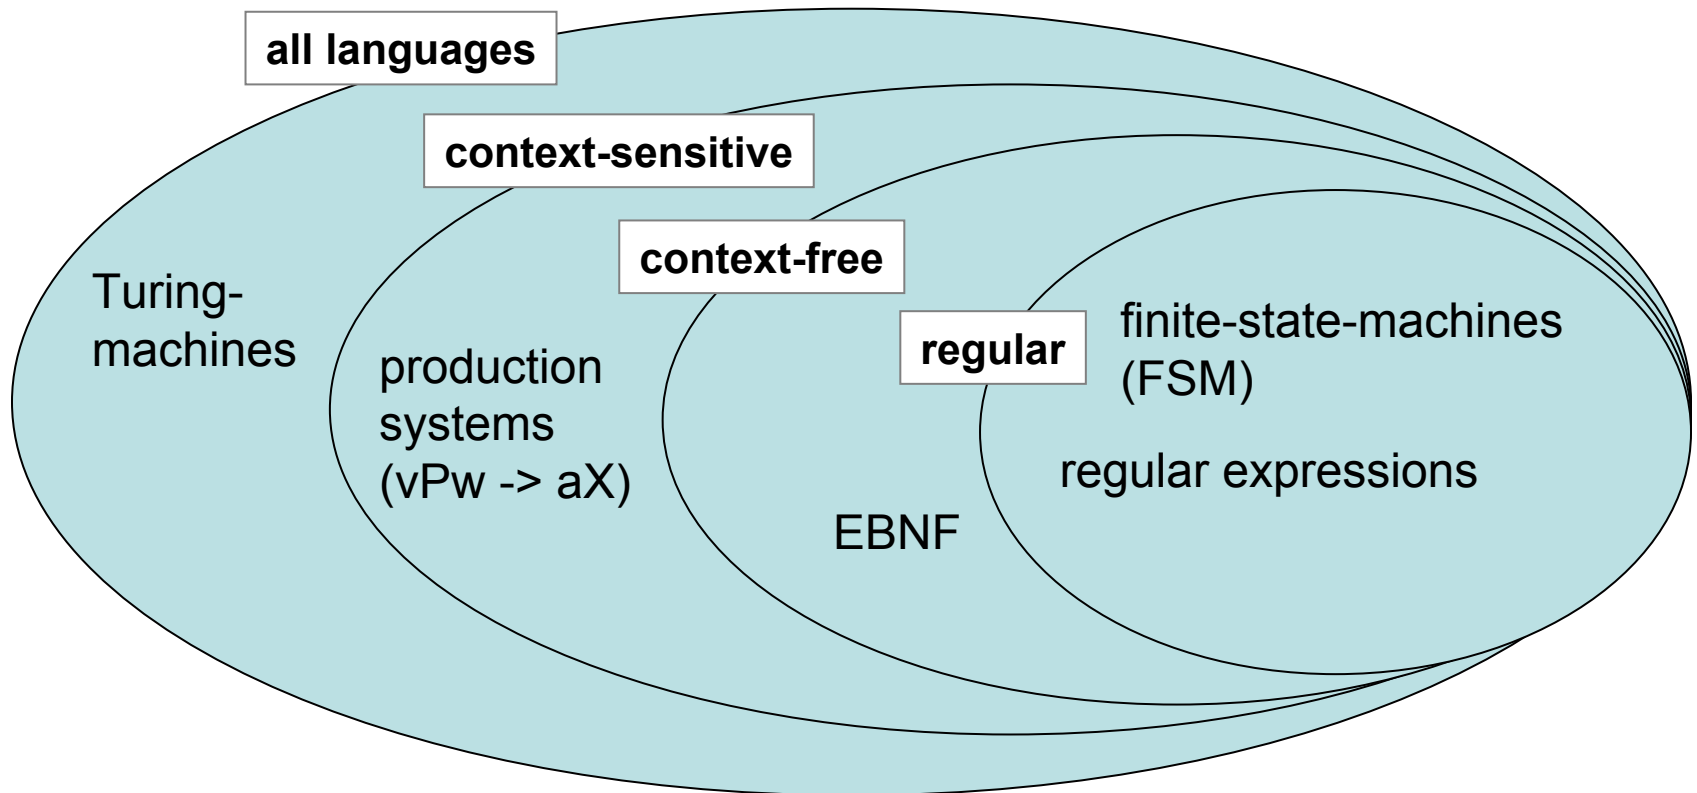 all languages
context-sensitive
context-free
regular
Turing-
machines
production
systems
(vPw -> aX)
EBNF
finite-state-machines
(FSM)
regular expressions